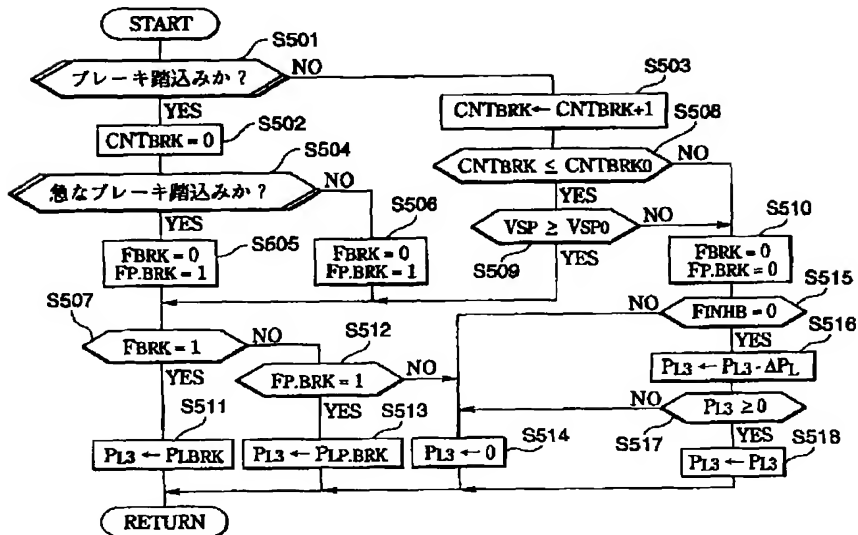 START
S501
ブレーキ踏込みか?
NO
YES
S503
CNTBRK ← CNTBRK+1
S502
CNTBRK = 0
S508
CNTBRK ≤ CNTBRK0
NO
YES
S504
急なブレーキ踏込みか?
NO
YES
S509
VSP ≥ VSP0
NO
YES
S505
FBRK = 0
FP.BRK = 1
S506
FBRK = 0
FP.BRK = 1
S510
FBRK = 0
FP.BRK = 0
S507
FBRK = 1
NO
YES
S512
FP.BRK = 1
NO
YES
S515
FINHB = 0
NO
YES
S516
PL3 ← PL3 - ΔPL
S517
PL3 ≥ 0
NO
YES
S511
PL3 ← PLBRK
S513
PL3 ← PLP.BRK
S514
PL3 ← 0
S518
PL3 ← PL3
RETURN